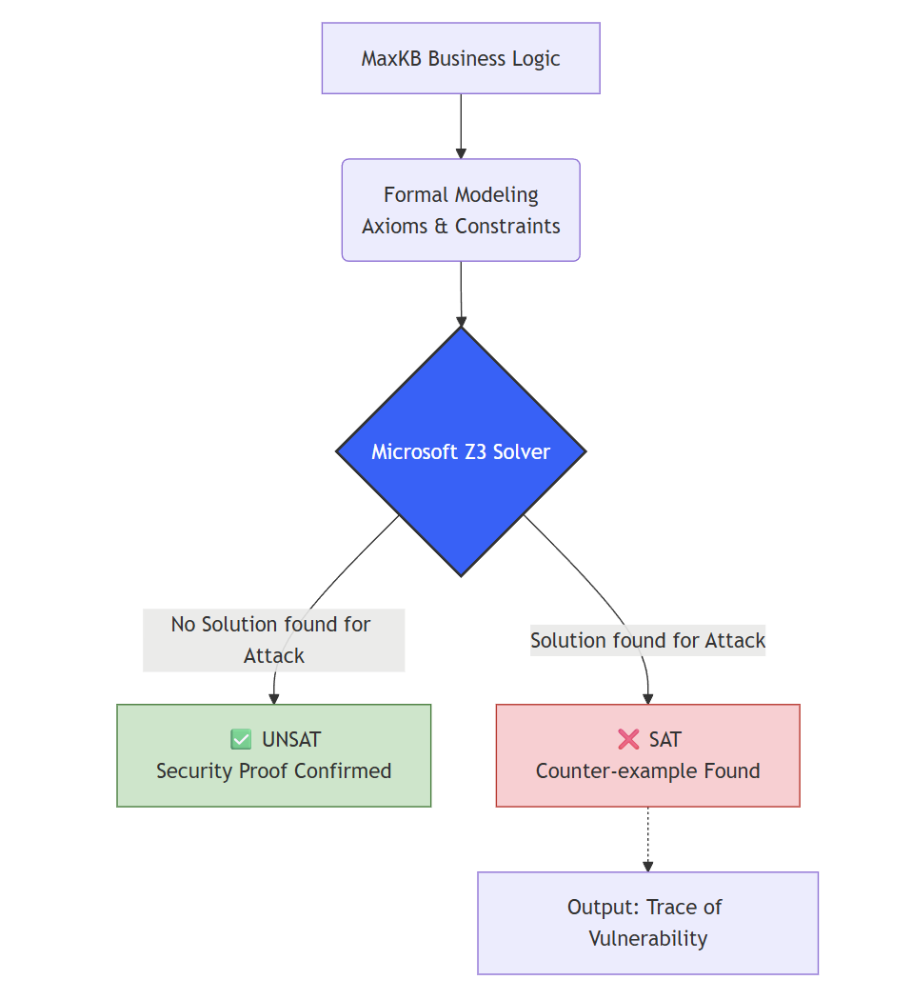 MaxKB Business Logic
Formal Modeling
Axioms & Constraints
Microsoft Z3 Solver
No Solution found for
Attack
Solution found for Attack
✅ UNSAT
Security Proof Confirmed
❌ SAT
Counter-example Found
Output: Trace of
Vulnerability